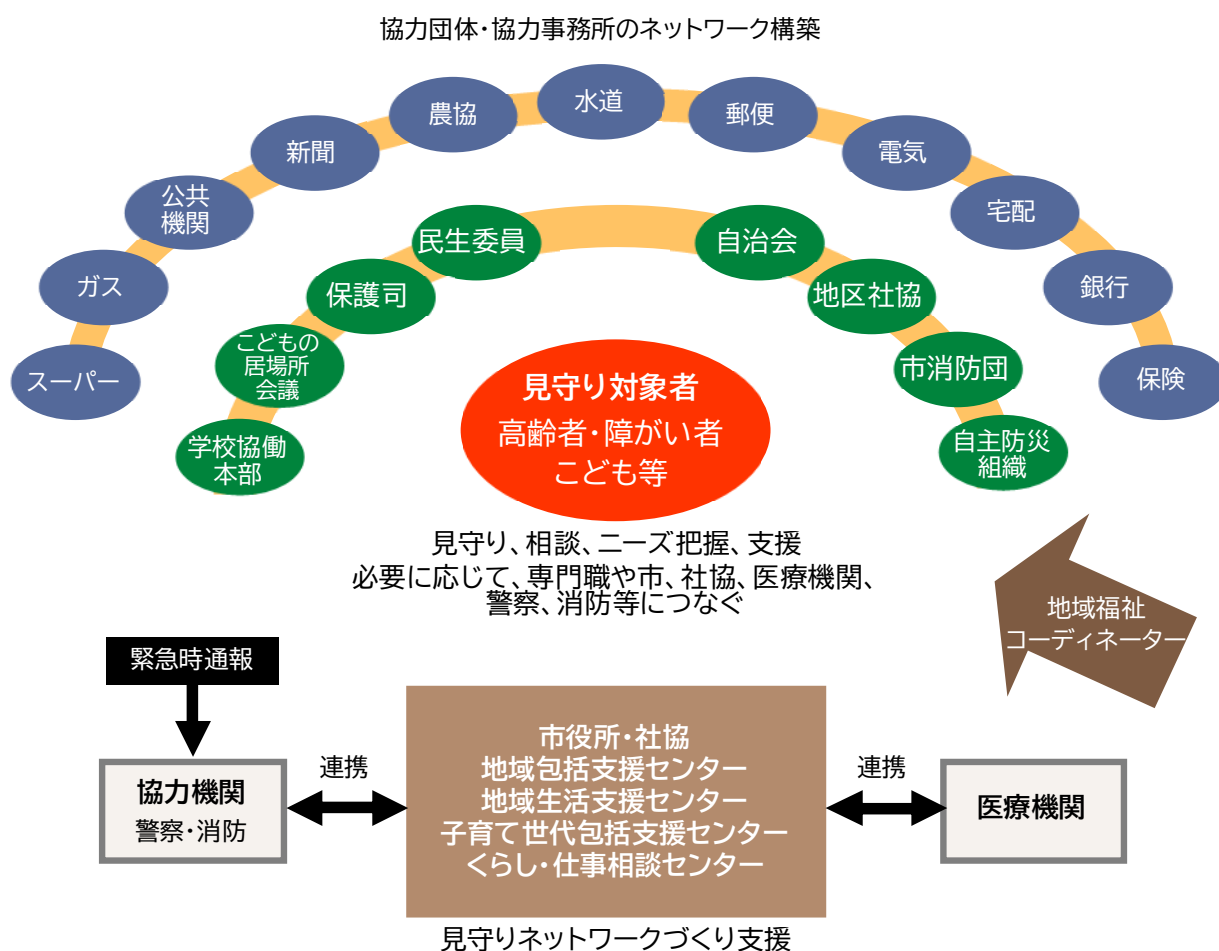 協力団体・協力事務所のネットワーク構築
水道
農協
郵便
新聞
電気
公共
機関
宅配
ガス
銀行
スーパー
保険
民生委員
自治会
保護司
地区社協
こどもの
居場所
会議
市消防団
学校協働
本部
自主防災
組織
見守り対象者
高齢者・障がい者
こども等
見守り、相談、ニーズ把握、支援
必要に応じて、専門職や市、社協、医療機関、
警察、消防等につなぐ
地域福祉
コーディネーター
緊急時通報
協力機関
警察・消防
連携
市役所・社協
地域包括支援センター
地域生活支援センター
子育て世代包括支援センター
くらし・仕事相談センター
連携
医療機関
見守りネットワークづくり支援